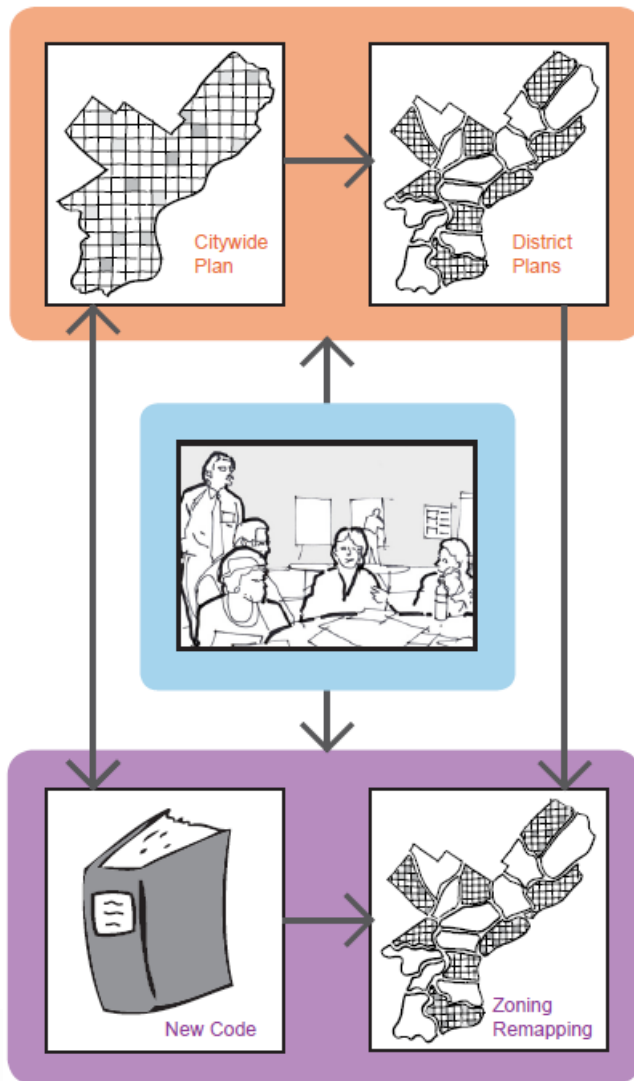 Citywide
Plan
District
Plans
New Code
Zoning
Remapping